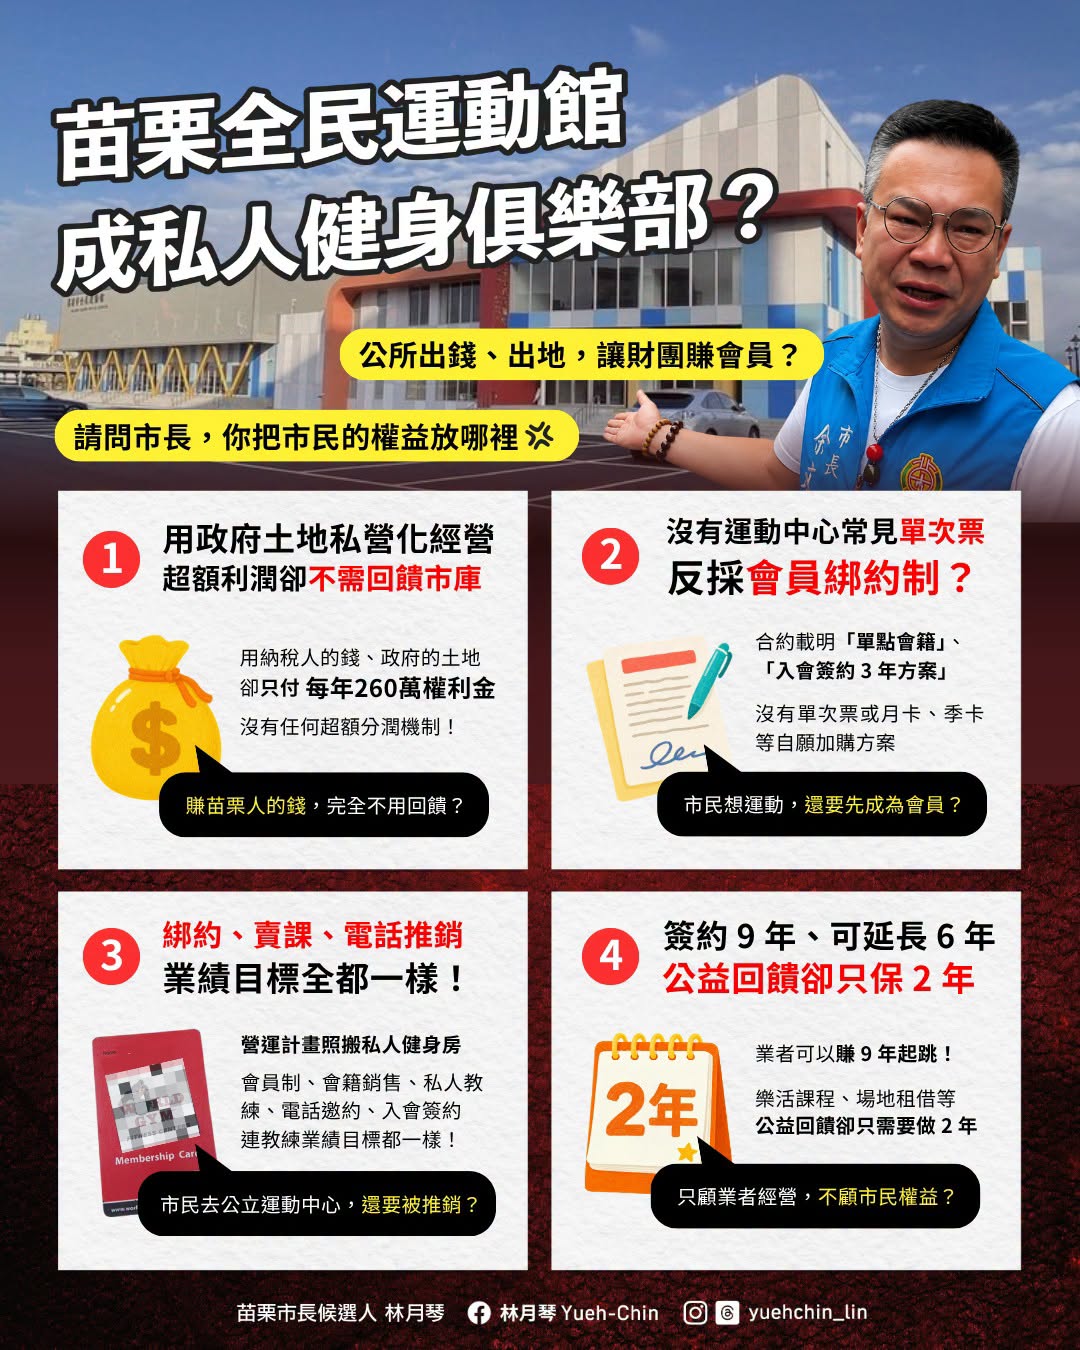 苗栗全民運動館
成私人健身俱樂部？
公所出錢、出地，讓財團賺會員？
請問市長，你把市民的權益放哪裡
市長
余文
1
用政府土地私營化經營
超額利潤卻不需回饋市庫
用納稅人的錢、政府的土地
卻只付 每年260萬權利金
沒有任何超額分潤機制！
$
賺苗栗人的錢，完全不用回饋？
2
沒有運動中心常見單次票
反採會員綁約制？
合約載明「單點會籍」、
「入會簽約 3 年方案」
沒有單次票或月卡、季卡
等自願加購方案
市民想運動，還要先成為會員？
3
綁約、賣課、電話推銷
業績目標全都一樣！
營運計畫照搬私人健身房
會員制、會籍銷售、私人教
練、電話邀約、入會簽約
連教練業績目標都一樣！
WORLD
GYM
FITNESS CENTER
Membership Car
市民去公立運動中心，還要被推銷？
4
簽約 9 年、可延長 6 年
公益回饋卻只保 2 年
業者可以賺 9 年起跳！
樂活課程、場地租借等
公益回饋卻只需要做 2 年
2年
只顧業者經營，不顧市民權益？
苗栗市長候選人 林月琴
林月琴 Yueh-Chin
yuehchin_lin